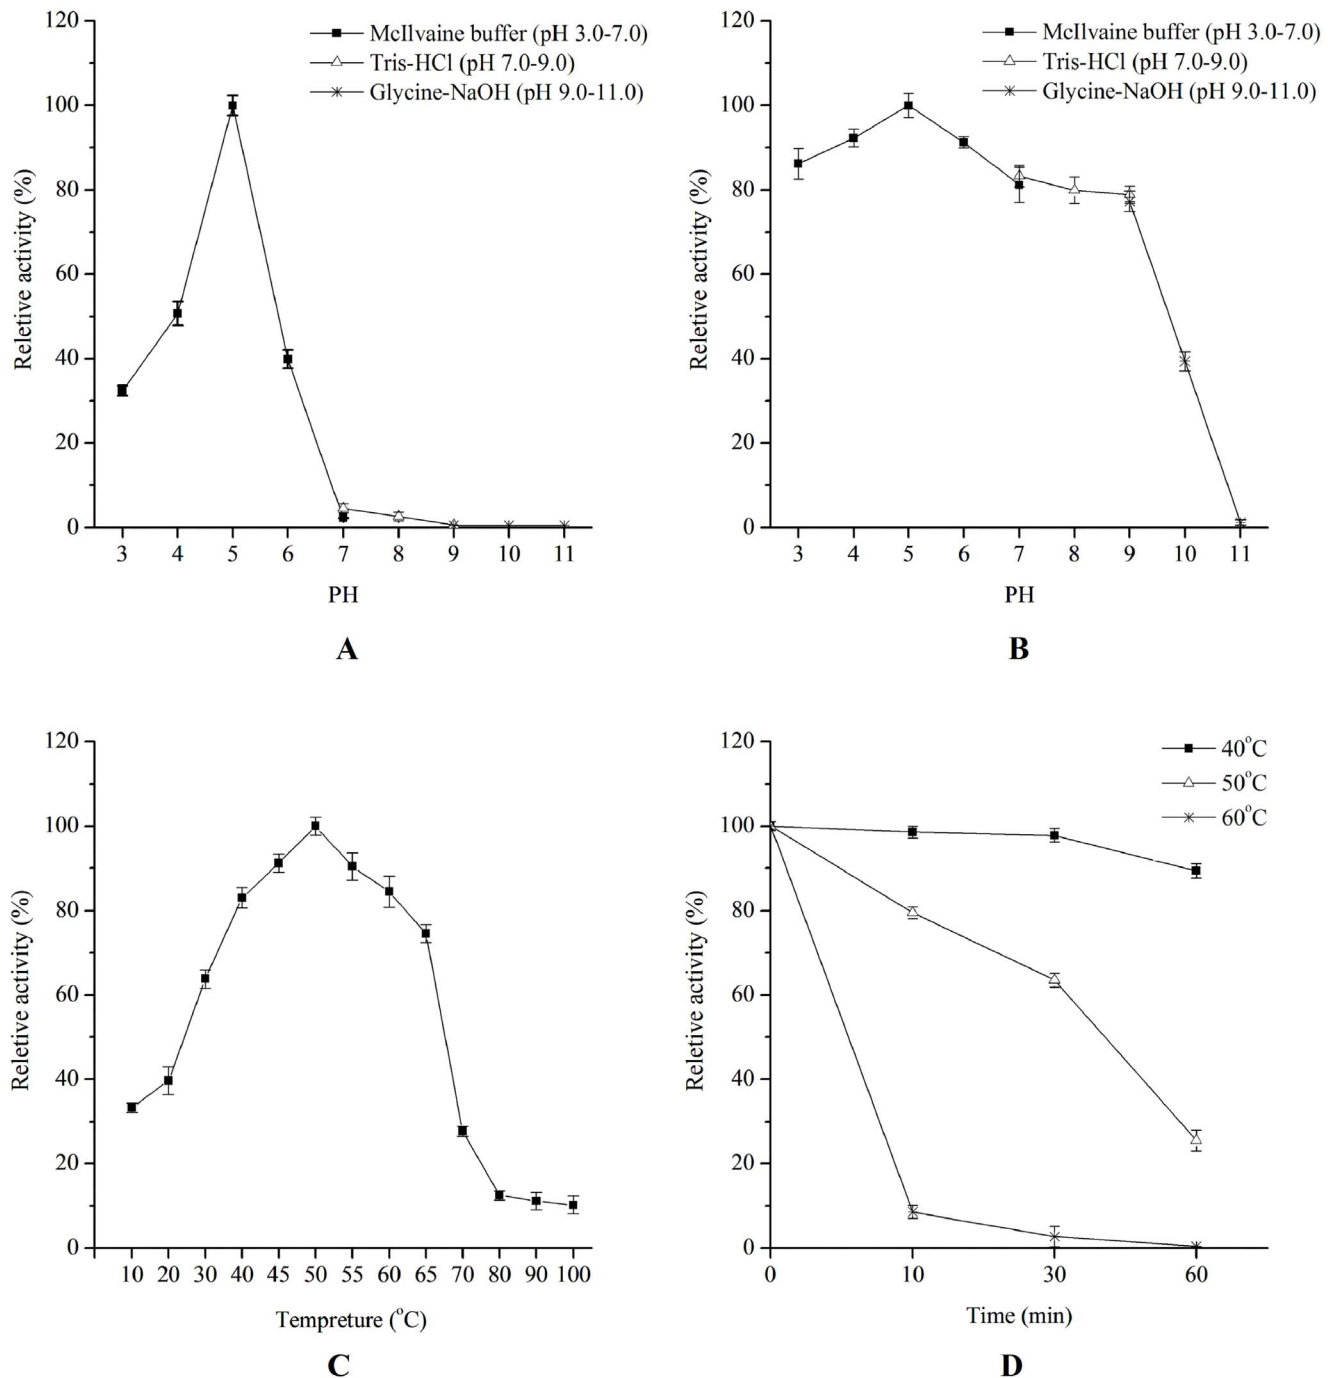 120
100
80
60
40
20
0
Reletive activity (%)
McIlvaine buffer (pH 3.0-7.0)
Tris-HCl (pH 7.0-9.0)
Glycine-NaOH (pH 9.0-11.0)
3 4 5 6 7 8 9 10 11
PH
A
120
100
80
60
40
20
0
Reletive activity (%)
McIlvaine buffer (pH 3.0-7.0)
Tris-HCl (pH 7.0-9.0)
Glycine-NaOH (pH 9.0-11.0)
3 4 5 6 7 8 9 10 11
PH
B
120
100
80
60
40
20
0
Reletive activity (%)
10 20 30 40 45 50 55 60 65 70 80 90 100
Tempreture (°C)
C
120
100
80
60
40
20
0
Reletive activity (%)
40°C
50°C
60°C
0 10 30 60
Time (min)
D